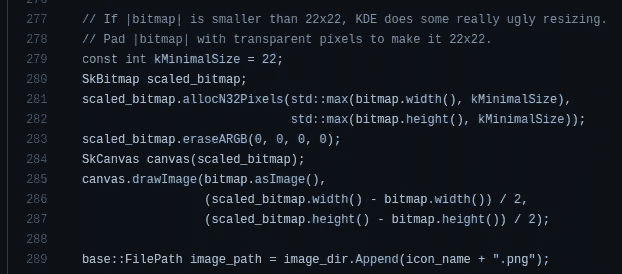 277 // If |bitmap| is smaller than 22x22, KDE does some really ugly resizing.
278 // Pad |bitmap| with transparent pixels to make it 22x22.
279 const int kMinimalSize = 22;
280 SkBitmap scaled_bitmap;
281 scaled_bitmap.allocN32Pixels(std::max(bitmap.width(), kMinimalSize),
282 std::max(bitmap.height(), kMinimalSize));
283 scaled_bitmap.eraseARGB(0, 0, 0, 0);
284 SkCanvas canvas(scaled_bitmap);
285 canvas.drawImage(bitmap.asImage(),
286 (scaled_bitmap.width() - bitmap.width()) / 2,
287 (scaled_bitmap.height() - bitmap.height()) / 2);
288
289 base::FilePath image_path = image_dir.Append(icon_name + ".png");